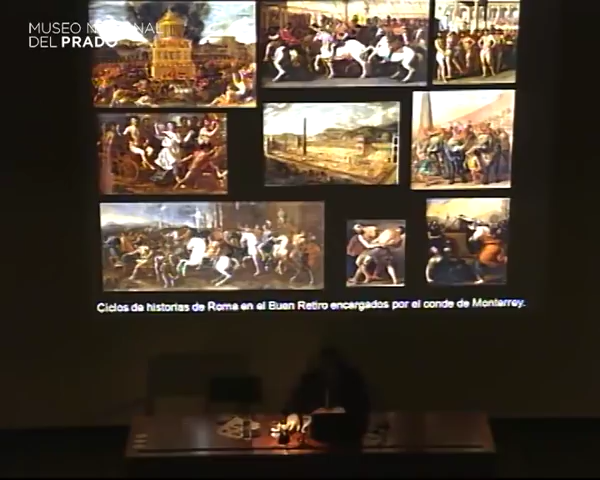 MUSEO NACIONAL
DEL PRADO
Ciclos de historias de Roma en el Buen Retiro encargados por el conde de Monterrey.